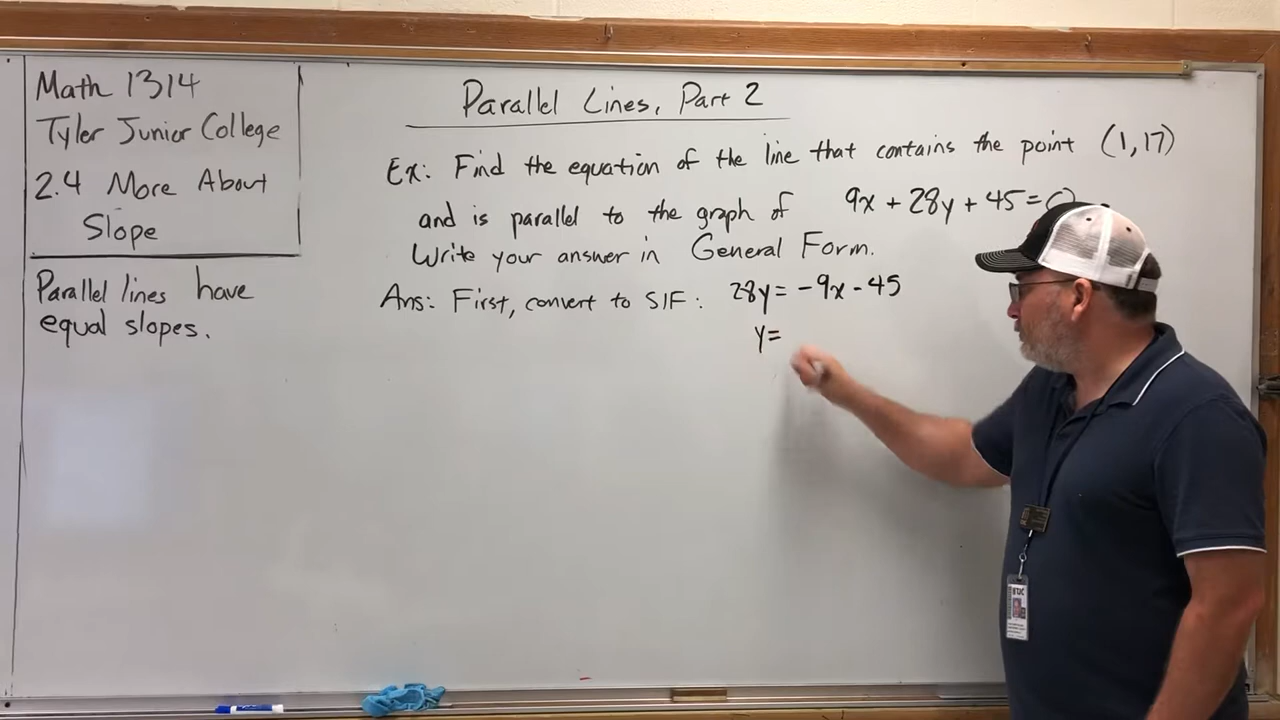 Math 1314
Tyler Junior College
2.4 More About
Slope
Parallel lines have
equal slopes.
Parallel Lines, Part 2
Ex: Find the equation of the line that contains the point (1,17)
and is parallel to the graph of 9x + 28y + 45 = 0
Write your answer in General Form.
Ans: First, convert to SIF: 28y = -9x - 45
y=